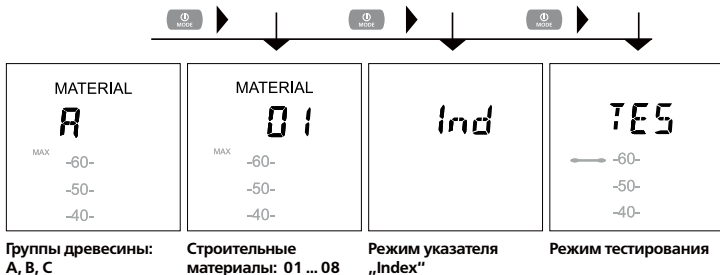 MODE
MODE
MODE
MATERIAL
A
MAX
-60-
-50-
-40-
Группы древесины:
A, B, C
MATERIAL
01
MAX
-60-
-50-
-40-
Строительные
материалы: 01 ... 08
Ind
Режим указателя
„Index“
TES
-60-
-50-
-40-
Режим тестирования